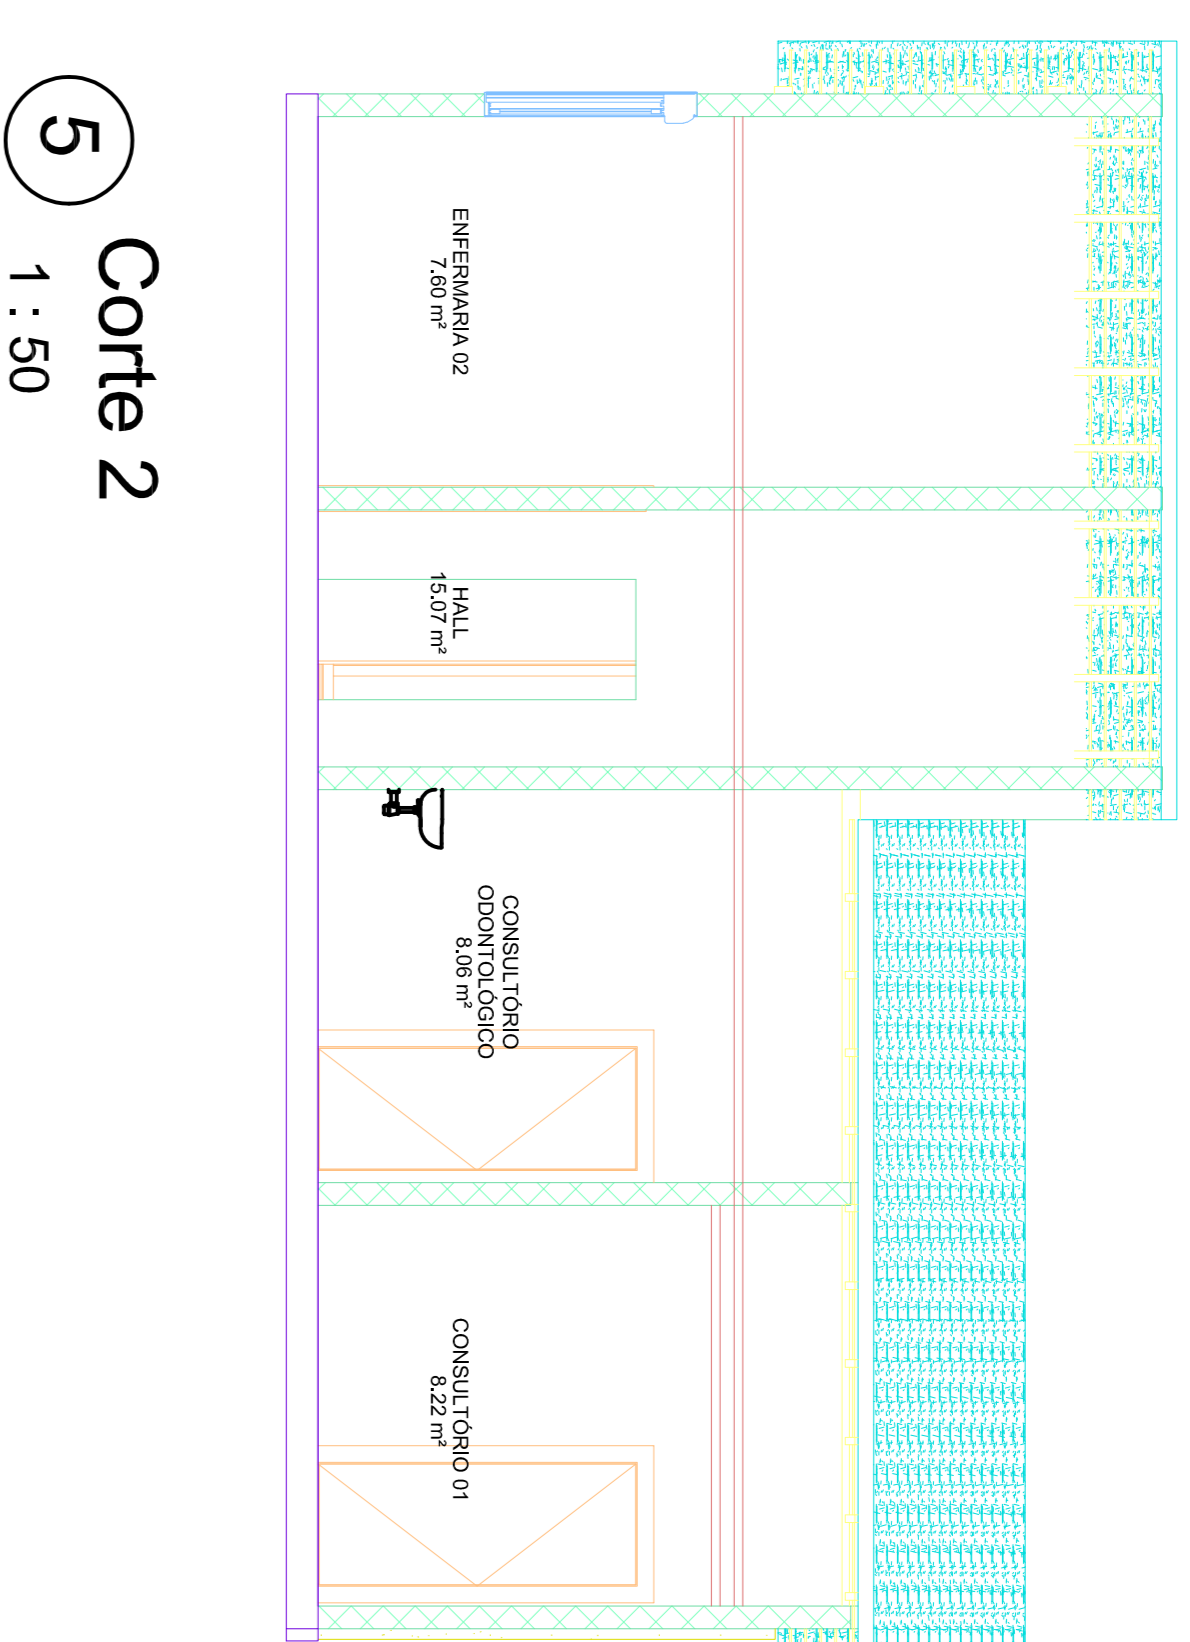 ENFERMARIA 02
7.60 m²
HALL
15.07 m²
CONSULTÓRIO
ODONTOLÓGICO
8.06 m²
CONSULTÓRIO 01
8.22 m²
5
Corte 2
1 : 50